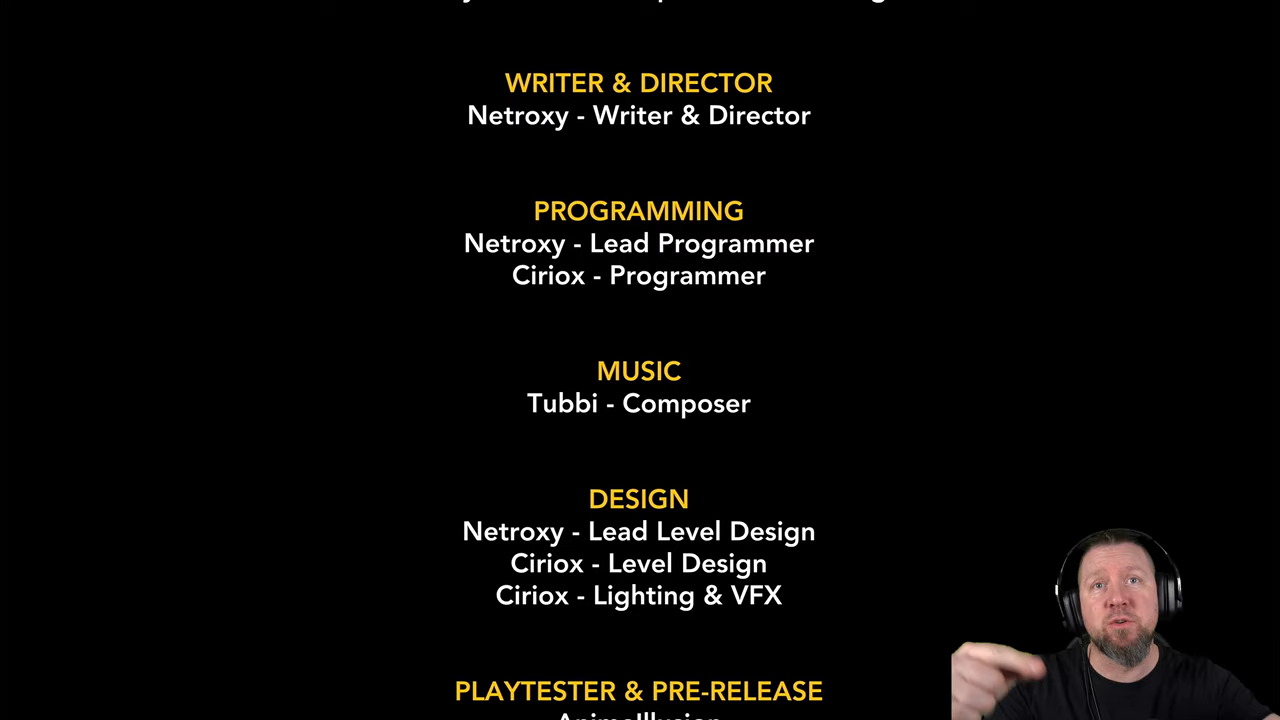 WRITER & DIRECTOR
Netroxy - Writer & Director
PROGRAMMING
Netroxy - Lead Programmer
Ciriox - Programmer
MUSIC
Tubbi - Composer
DESIGN
Netroxy - Lead Level Design
Ciriox - Level Design
Ciriox - Lighting & VFX
PLAYTESTER & PRE-RELEASE
AnimeIllusion